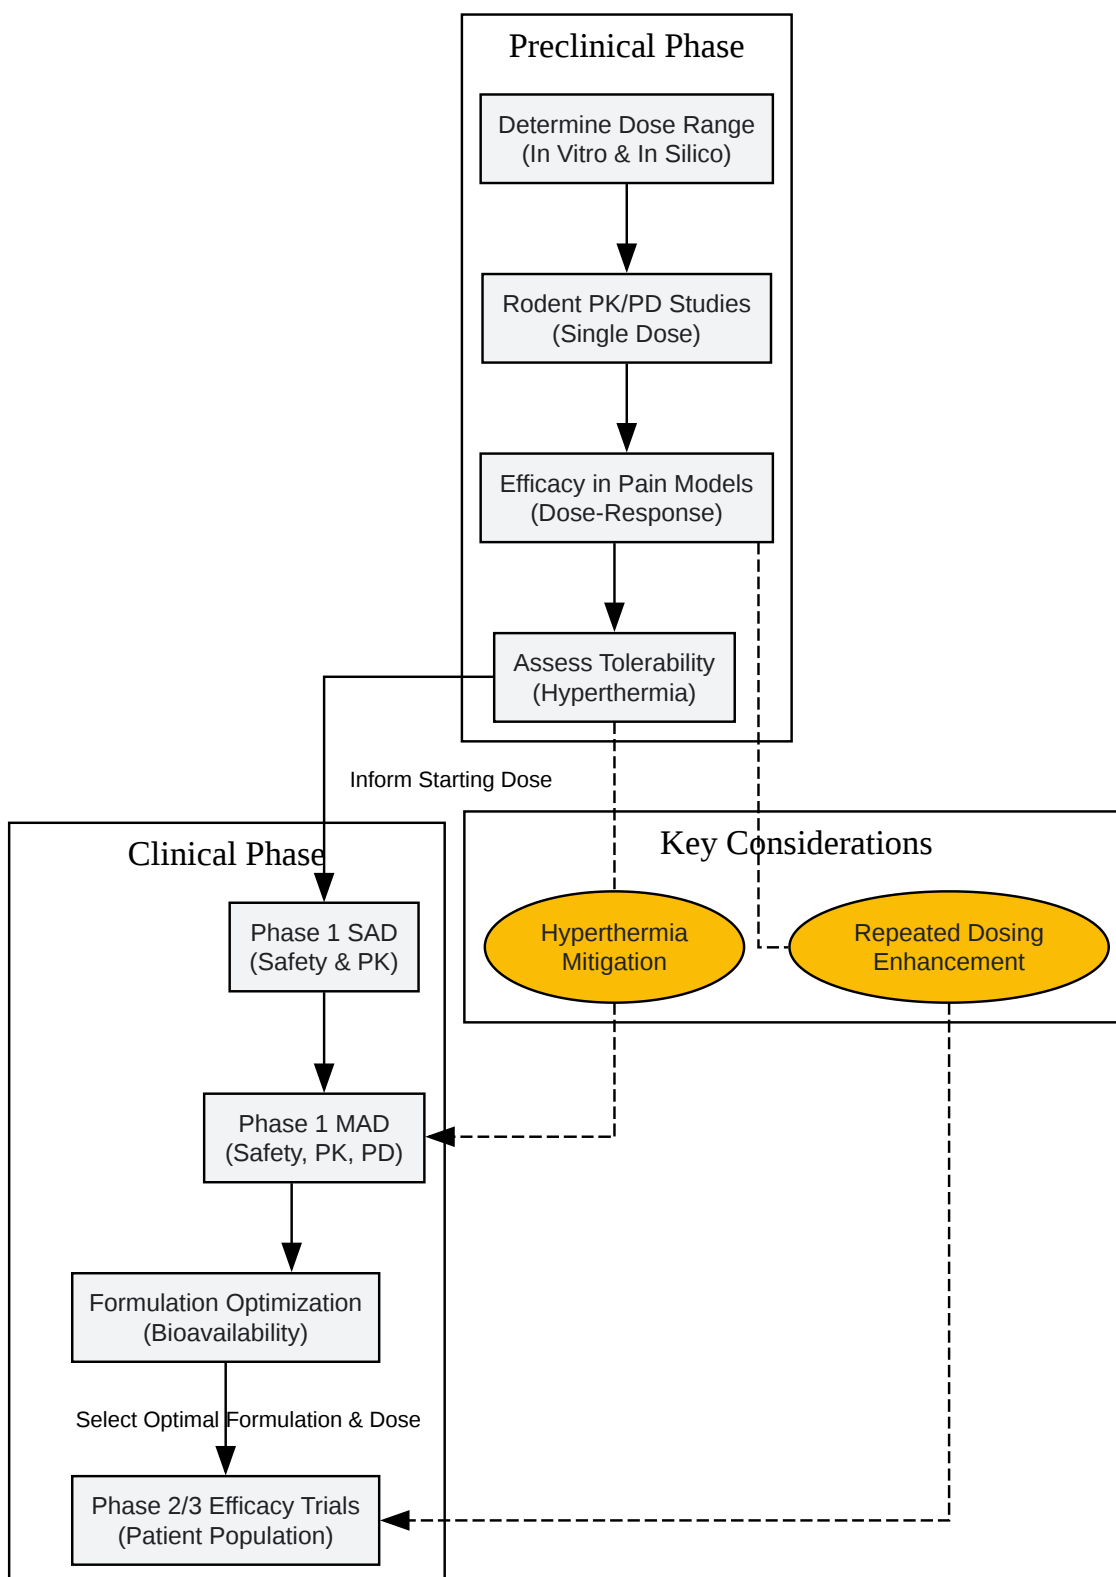 Preclinical Phase
Determine Dose Range
(In Vitro & In Silico)
Rodent PK/PD Studies
(Single Dose)
Efficacy in Pain Models
(Dose-Response)
Assess Tolerability
(Hyperthermia)
Inform Starting Dose
Clinical Phase
Key Considerations
Phase 1 SAD
(Safety & PK)
Hyperthermia
Mitigation
Repeated Dosing
Enhancement
Phase 1 MAD
(Safety, PK, PD)
Formulation Optimization
(Bioavailability)
Select Optimal Formulation & Dose
Phase 2/3 Efficacy Trials
(Patient Population)